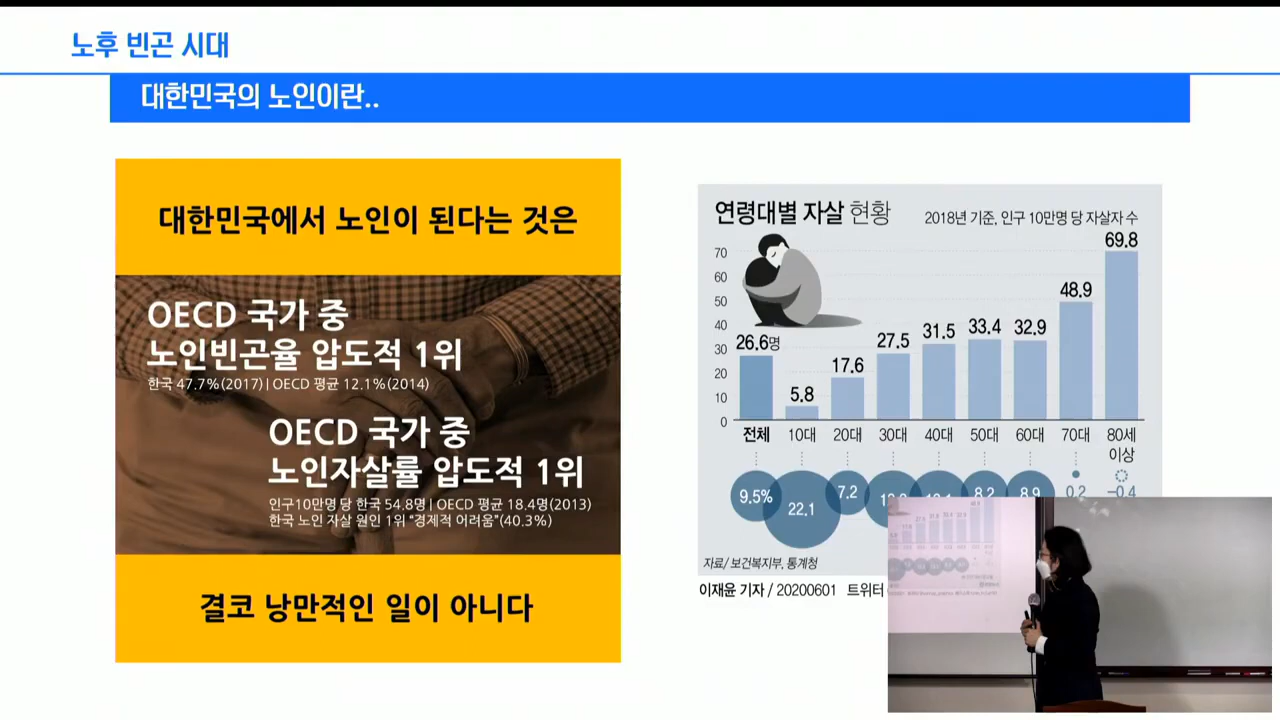 노후 빈곤 시대
대한민국의 노인이란..
대한민국에서 노인이 된다는 것은
OECD 국가 중
노인빈곤율 압도적 1위
한국 47.7%(2017) | OECD 평균 12.1%(2014)
OECD 국가 중
노인자살률 압도적 1위
인구10만명 당 한국 54.8명 | OECD 평균 18.4명(2013)
한국 노인 자살 원인 1위 “경제적 어려움”(40.3%)
결코 낭만적인 일이 아니다
연령대별 자살 현황
2018년 기준, 인구 10만명 당 자살자 수
70
60
50
40
30
20
10
0
26.6명
5.8
17.6
27.5
31.5
33.4
32.9
48.9
69.8
전체 10대 20대 30대 40대 50대 60대 70대 80세
이상
9.5% 22.1 7.2 8.2 8.9 0.2 −0.4
자료/ 보건복지부, 통계청
이재윤 기자 / 20200601 트위터